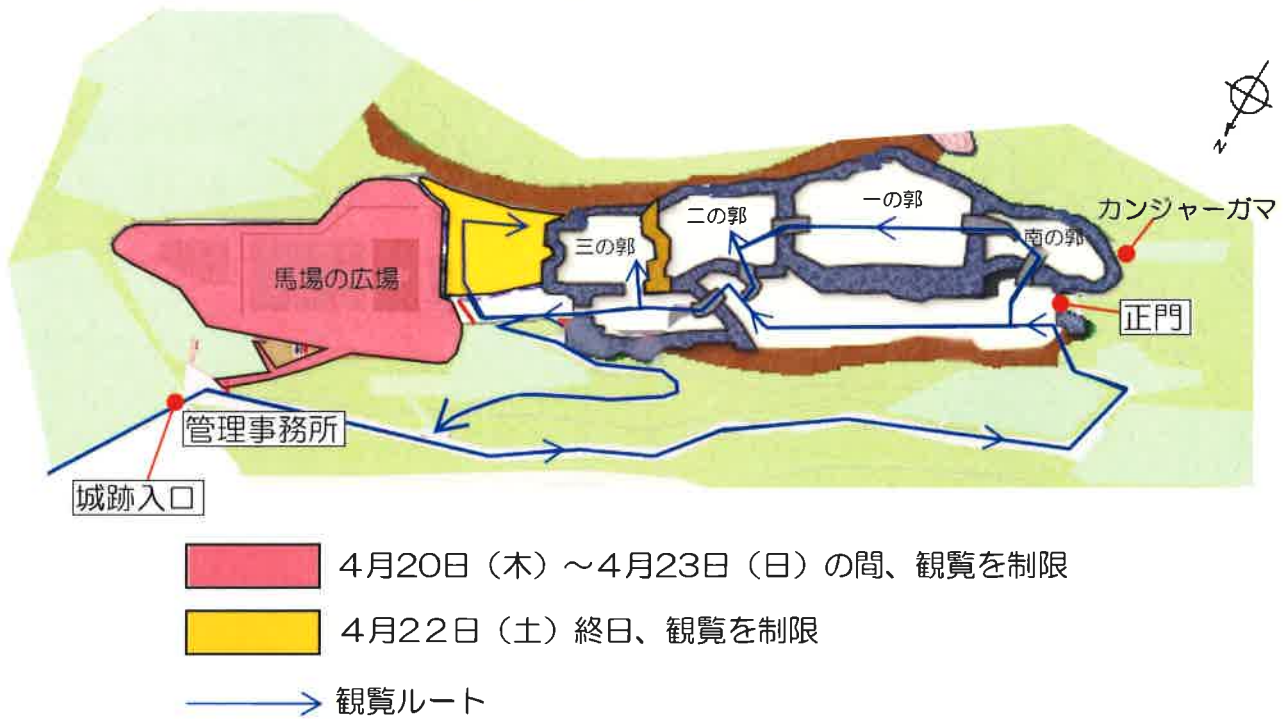 N
カンジャーガマ
一の郭
二の郭
南の郭
三の郭
馬場の広場
正門
管理事務所
城跡入口
4月20日（木）～4月23日（日）の間、観覧を制限
4月22日（土）終日、観覧を制限
観覧ルート